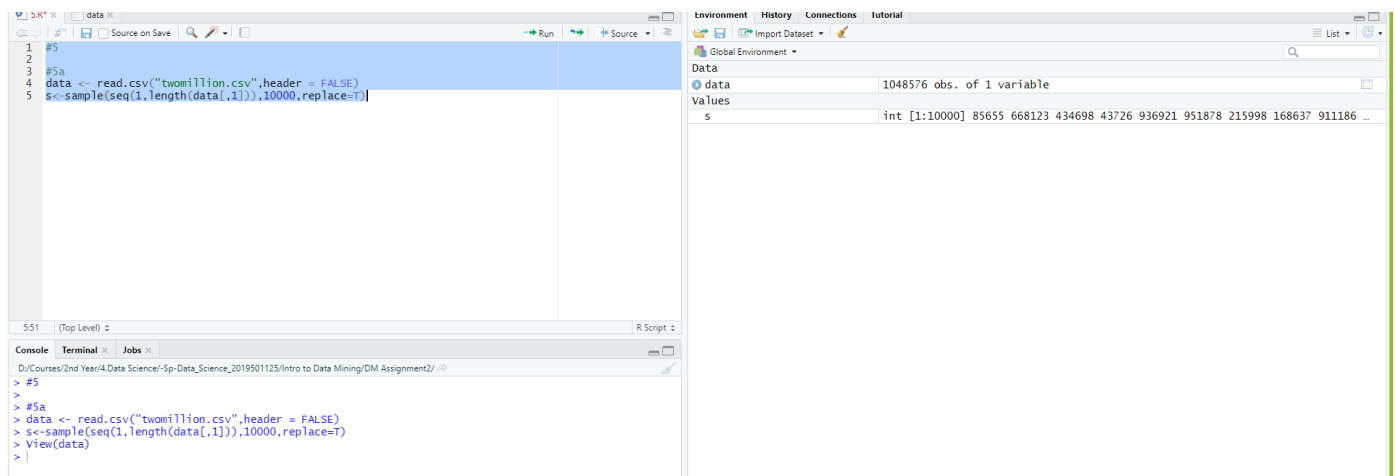 5.R* × data ×
Source on Save Run Source
1 #5
2
3 #5a
4 data <- read.csv("twomillion.csv",header = FALSE)
5 s<-sample(seq(1,length(data[,1])),10000,replace=T)
5:51 (Top Level) R Script
Console Terminal × Jobs ×
D:/Courses/2nd Year/4.Data Science/-Sp-Data_Science_2019501125/Intro to Data Mining/DM Assignment2/
> #5
>
> #5a
> data <- read.csv("twomillion.csv",header = FALSE)
> s<-sample(seq(1,length(data[,1])),10000,replace=T)
> View(data)
>
Environment History Connections Tutorial
Import Dataset List
Global Environment
Data
data 1048576 obs. of 1 variable
Values
s int [1:10000] 85655 668123 434698 43726 936921 951878 215998 168637 911186 …